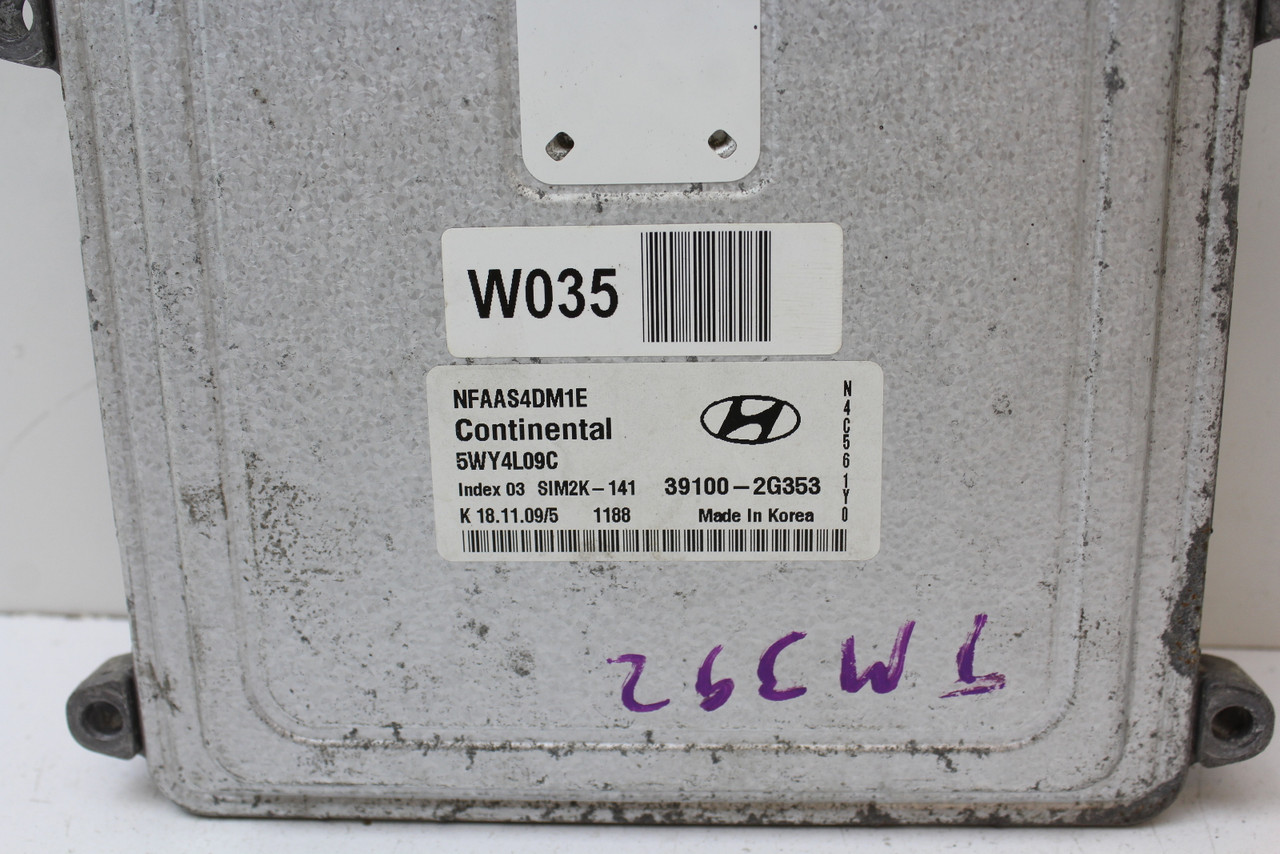 W035
NFAAS4DM1E
Continental
5WY4L09C
Index 03 SIM2K-141 39100-2G353
K 18.11.09/5 1188 Made In Korea
N4C561Y0
TM392